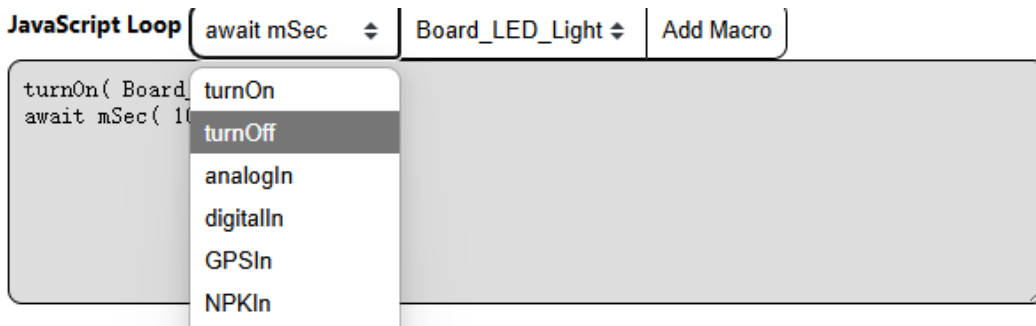 JavaScript Loop await mSec Board_LED_Light Add Macro
turnOn( Board_
await mSec( 10
turnOn
turnOff
analogIn
digitalIn
GPSIn
NPKIn